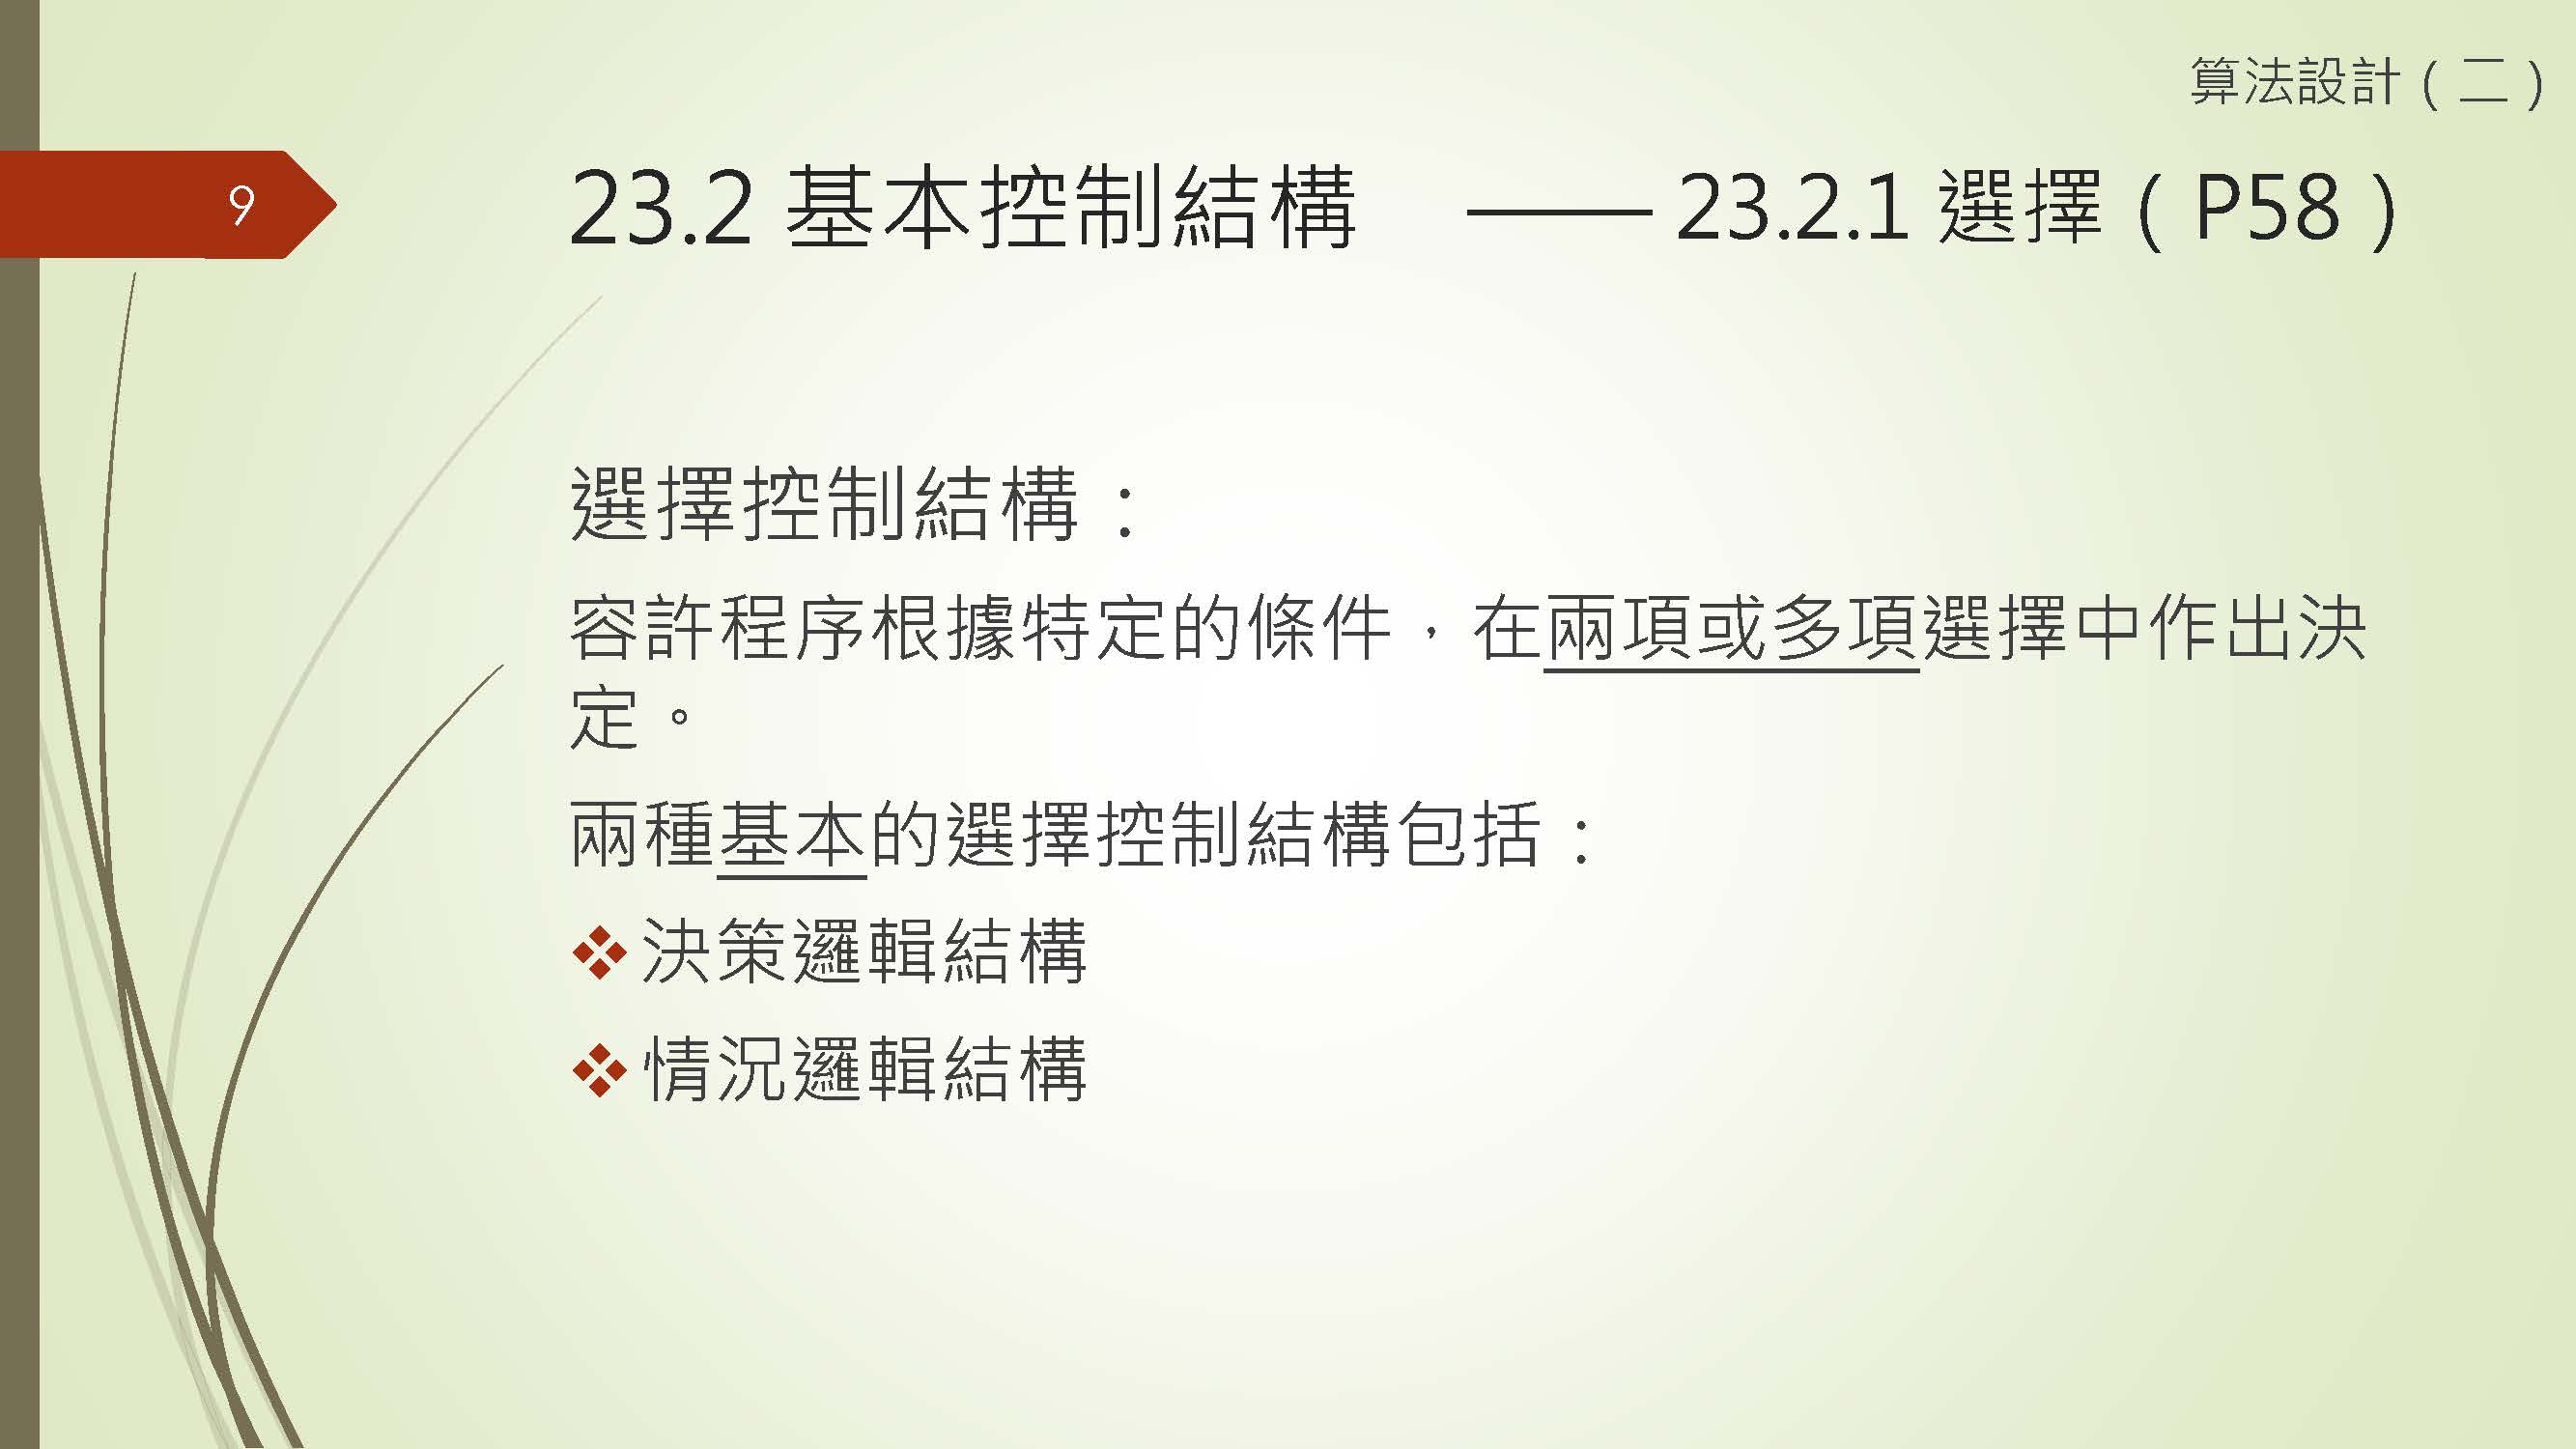 算法設計（二）
9
23.2 基本控制結構 —— 23.2.1 選擇（P58）
選擇控制結構：
容許程序根據特定的條件，在兩項或多項選擇中作出決
定。
兩種基本的選擇控制結構包括：
❖決策邏輯結構
❖情況邏輯結構